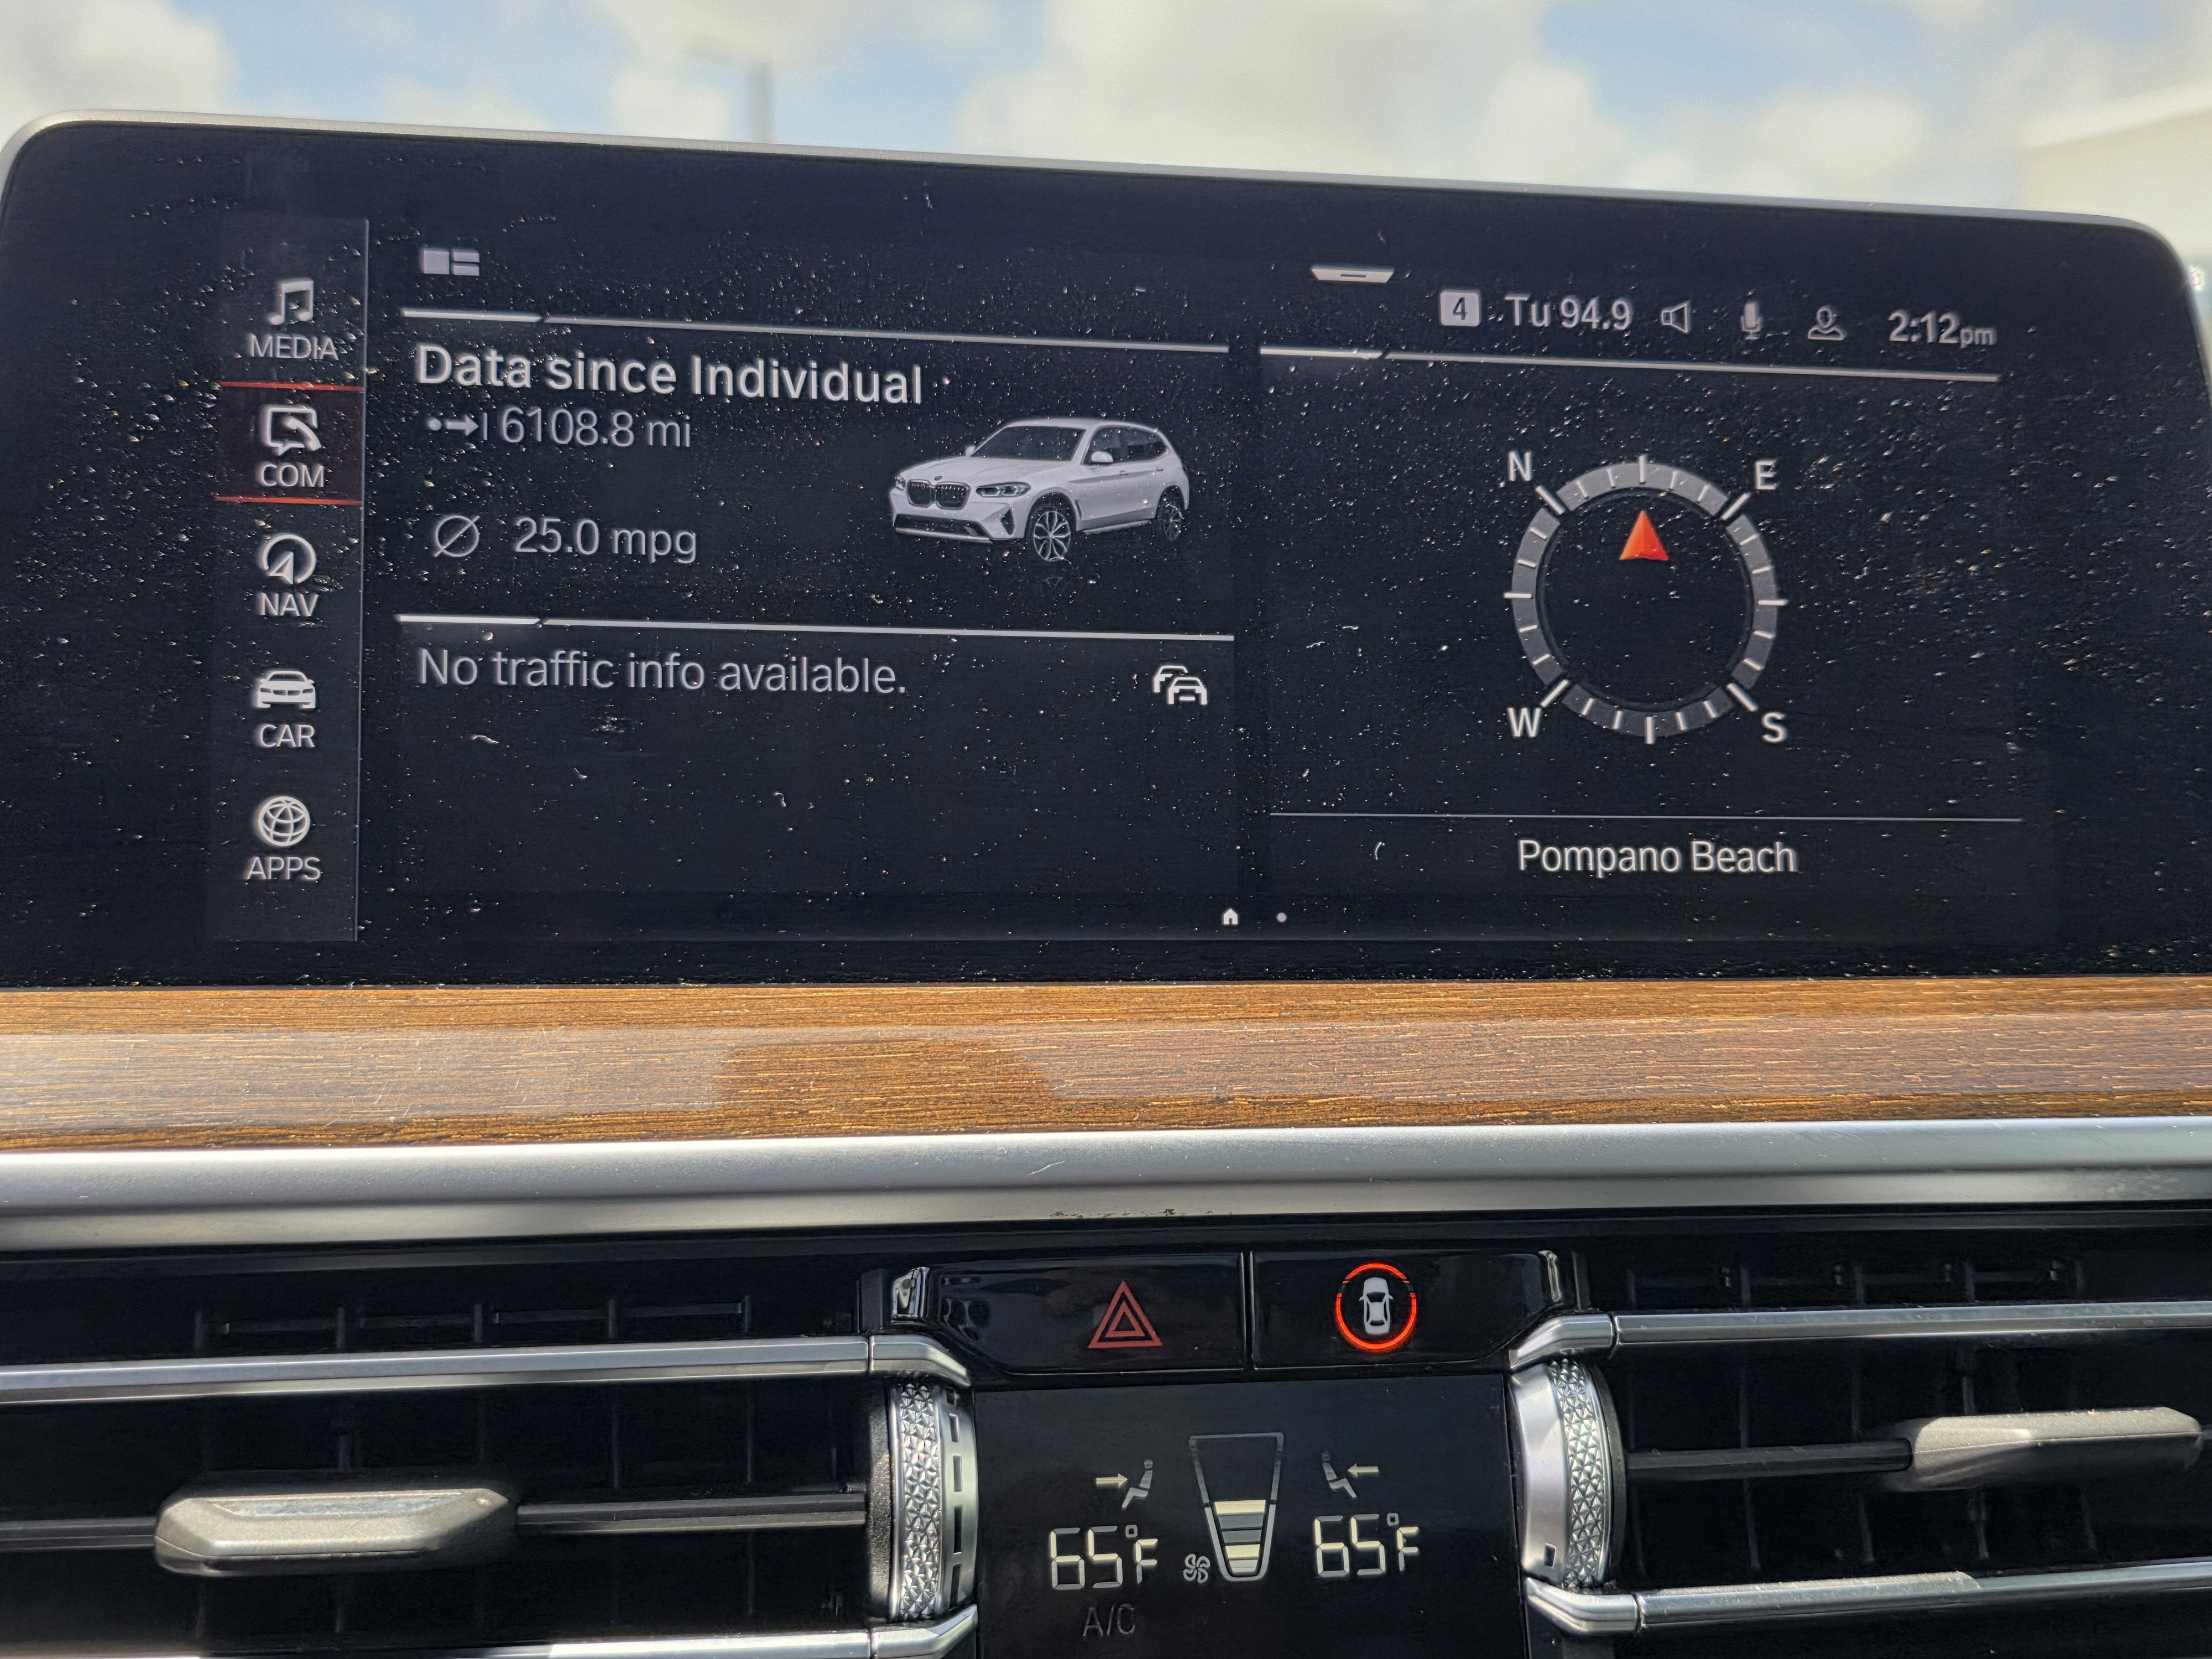 4 Tu 94.9 2:12pm
MEDIA
COM
NAV
CAR
APPS
Data since Individual
6108.8 mi
25.0 mpg
No traffic info available.
N E
W S
Pompano Beach
65°F 65°F
A/C